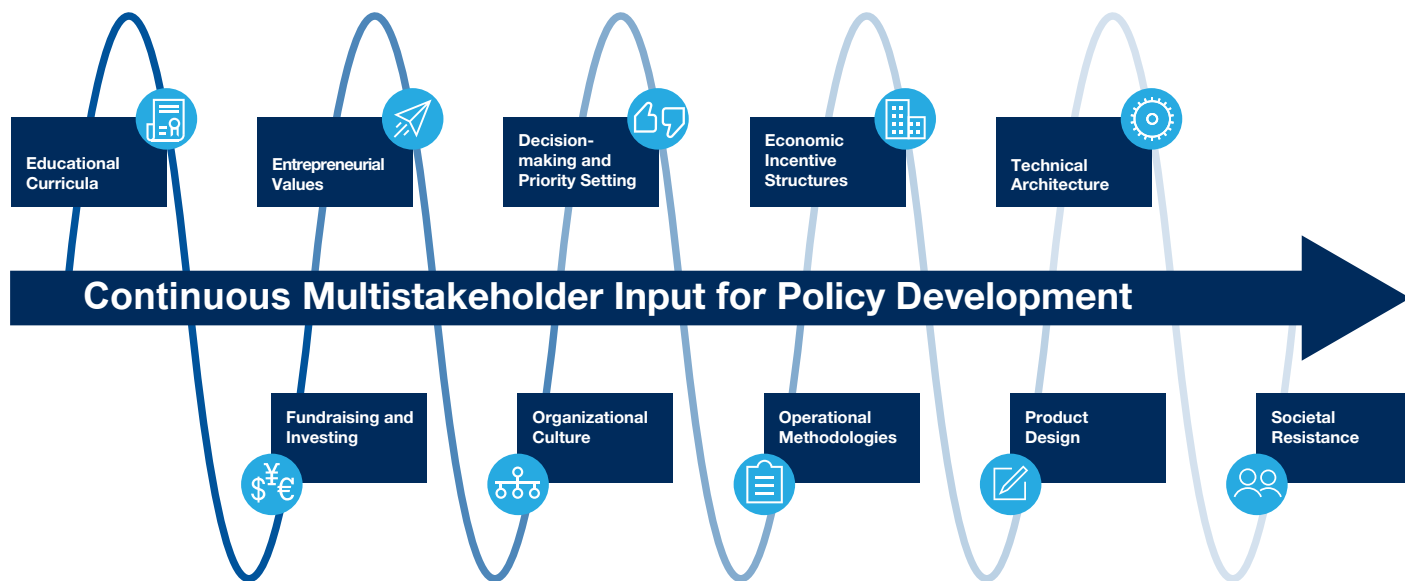 Educational
Curricula
Entrepreneurial
Values
Decision-
making and
Priority Setting
Economic
Incentive
Structures
Technical
Architecture
Continuous Multistakeholder Input for Policy Development
Fundraising and
Investing
$¥€
Organizational
Culture
Operational
Methodologies
Product
Design
Societal
Resistance